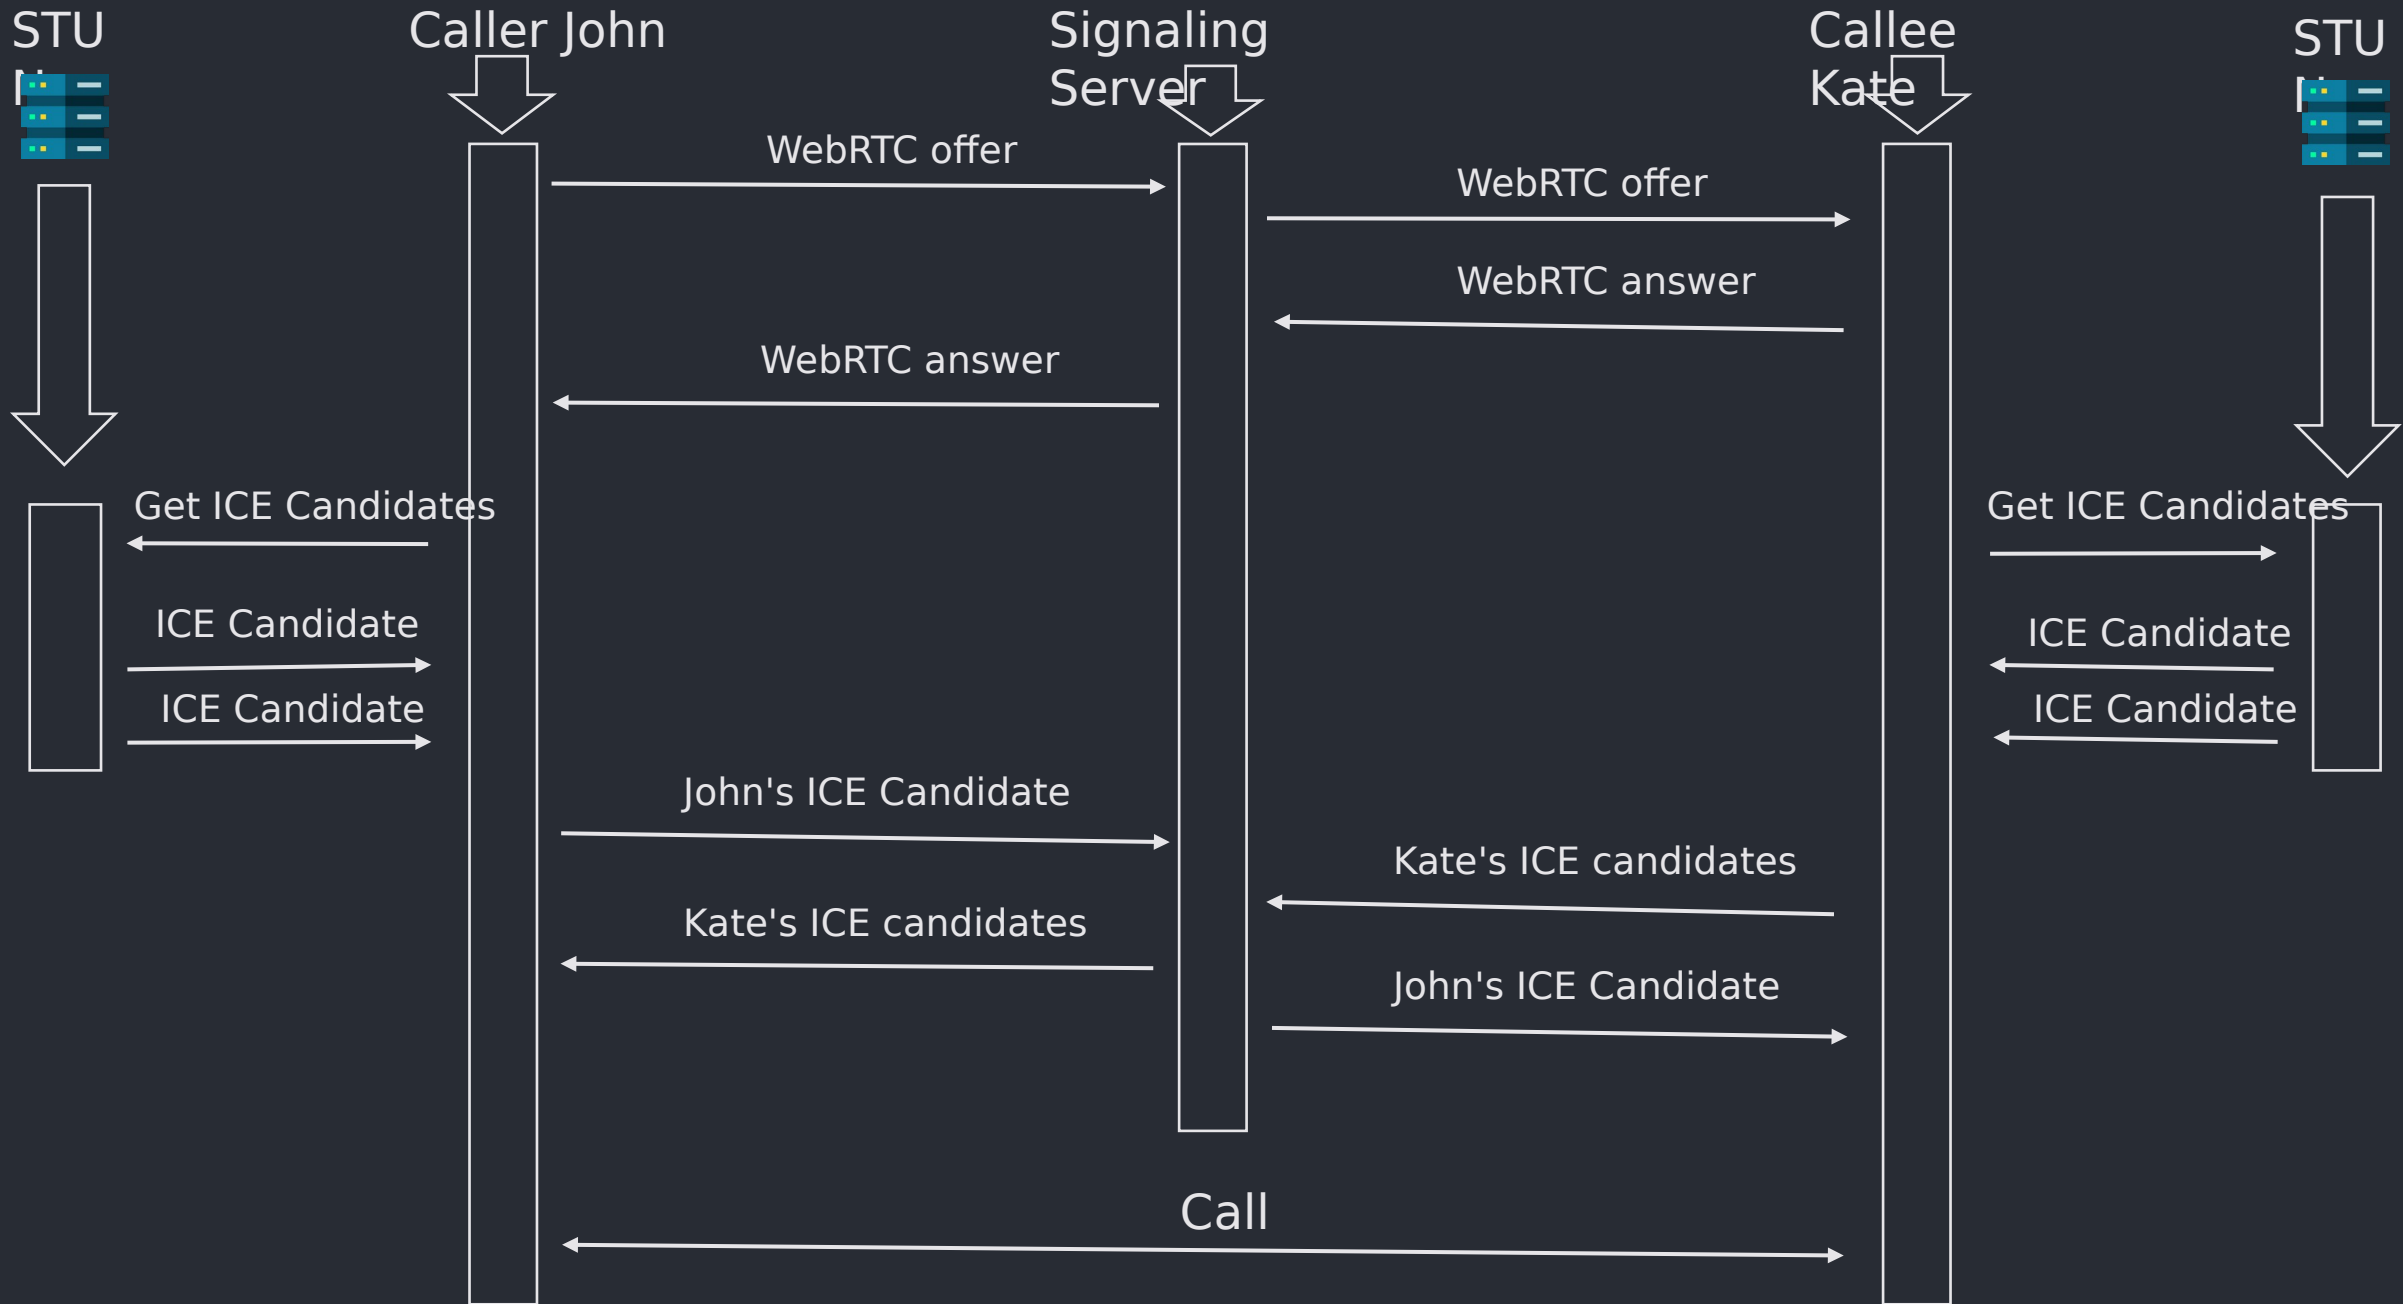 STU
N
Caller John
Signaling
Server
Callee
Kate
STU
N
WebRTC offer
WebRTC offer
WebRTC answer
WebRTC answer
Get ICE Candidates
Get ICE Candidates
ICE Candidate
ICE Candidate
ICE Candidate
ICE Candidate
John's ICE Candidate
Kate's ICE candidates
Kate's ICE candidates
John's ICE Candidate
Call